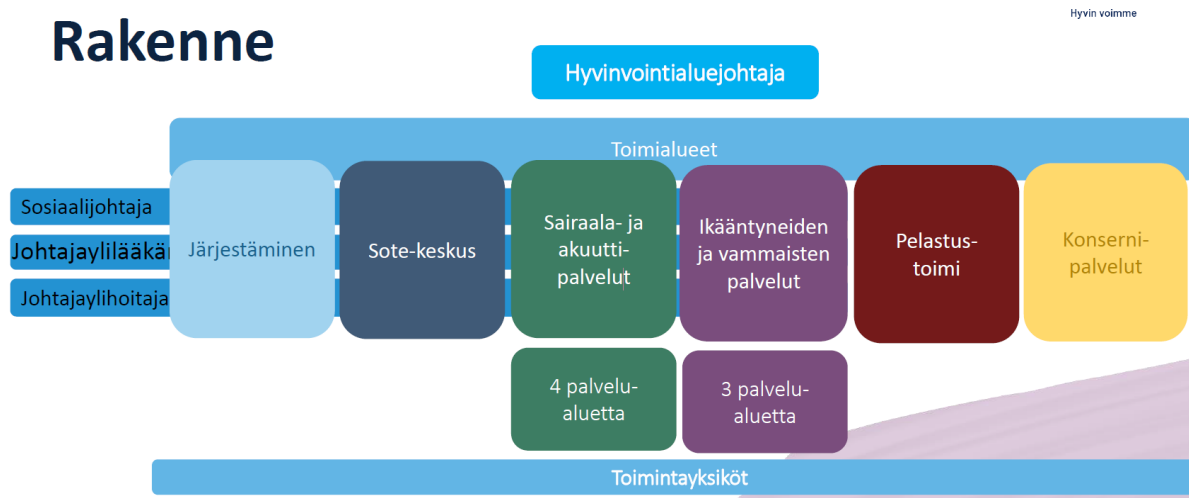 Hyvin voimme
Rakenne
Hyvinvointialuejohtaja
Toimialueet
Sosiaalijohtaja
Johtajaylilääkär
Johtajaylihoitaja
Järjestäminen
Sote-keskus
Sairaala- ja
akuutti-
palvelut
Ikääntyneiden
ja vammaisten
palvelut
Pelastus-
toimi
Konserni-
palvelut
4 palvelu-
aluetta
3 palvelu-
aluetta
Toimintayksiköt